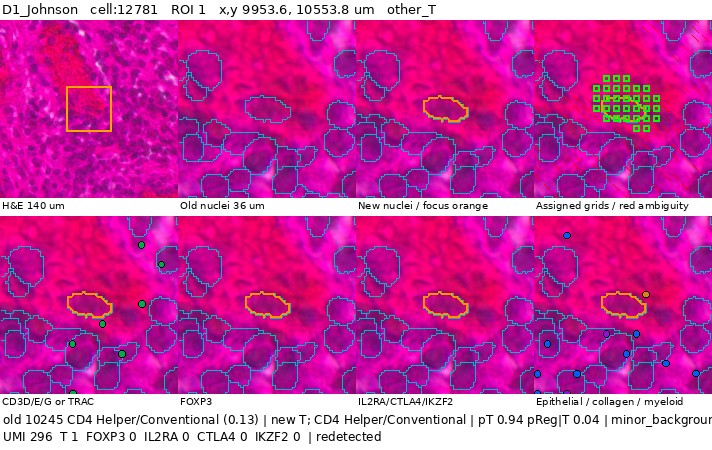 D1_Johnson   cell:12781   ROI 1   x,y 9953.6, 10553.8 um   other_T
H&E 140 um
Old nuclei 36 um
New nuclei / focus orange
Assigned grids / red ambiguity
CD3D/E/G or TRAC
FOXP3
IL2RA/CTLA4/IKZF2
Epithelial / collagen / myeloid
old 10245 CD4 Helper/Conventional (0.13) | new T; CD4 Helper/Conventional | pT 0.94 pReg|T 0.04 | minor_backgroun
UMI 296  T 1  FOXP3 0  IL2RA 0  CTLA4 0  IKZF2 0  | redetected